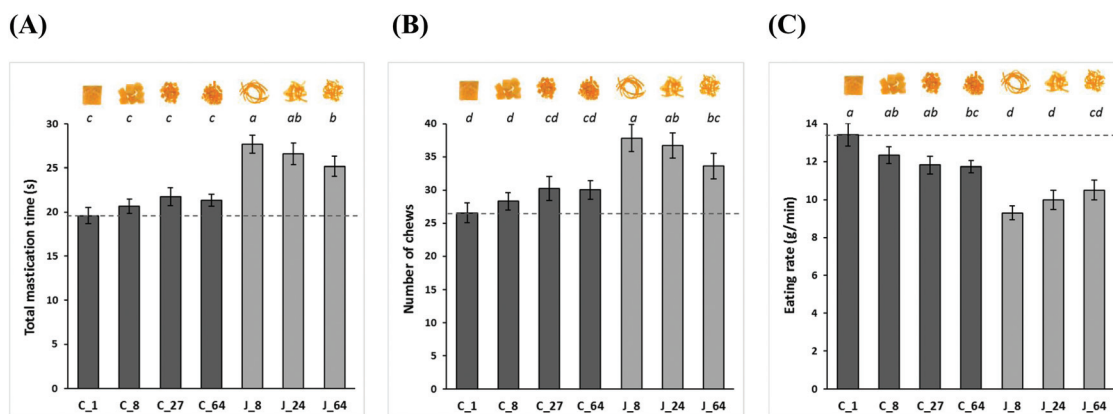 (A)
(B)
(C)
c c c c a ab b
d d cd cd a ab bc
a ab ab bc d d cd
Total mastication time (s)
30
25
20
15
10
5
0
C_1 C_8 C_27 C_64 J_8 J_24 J_64
Number of chews
40
35
30
25
20
15
10
5
0
C_1 C_8 C_27 C_64 J_8 J_24 J_64
Eating rate (g/min)
14
12
10
8
6
4
2
0
C_1 C_8 C_27 C_64 J_8 J_24 J_64